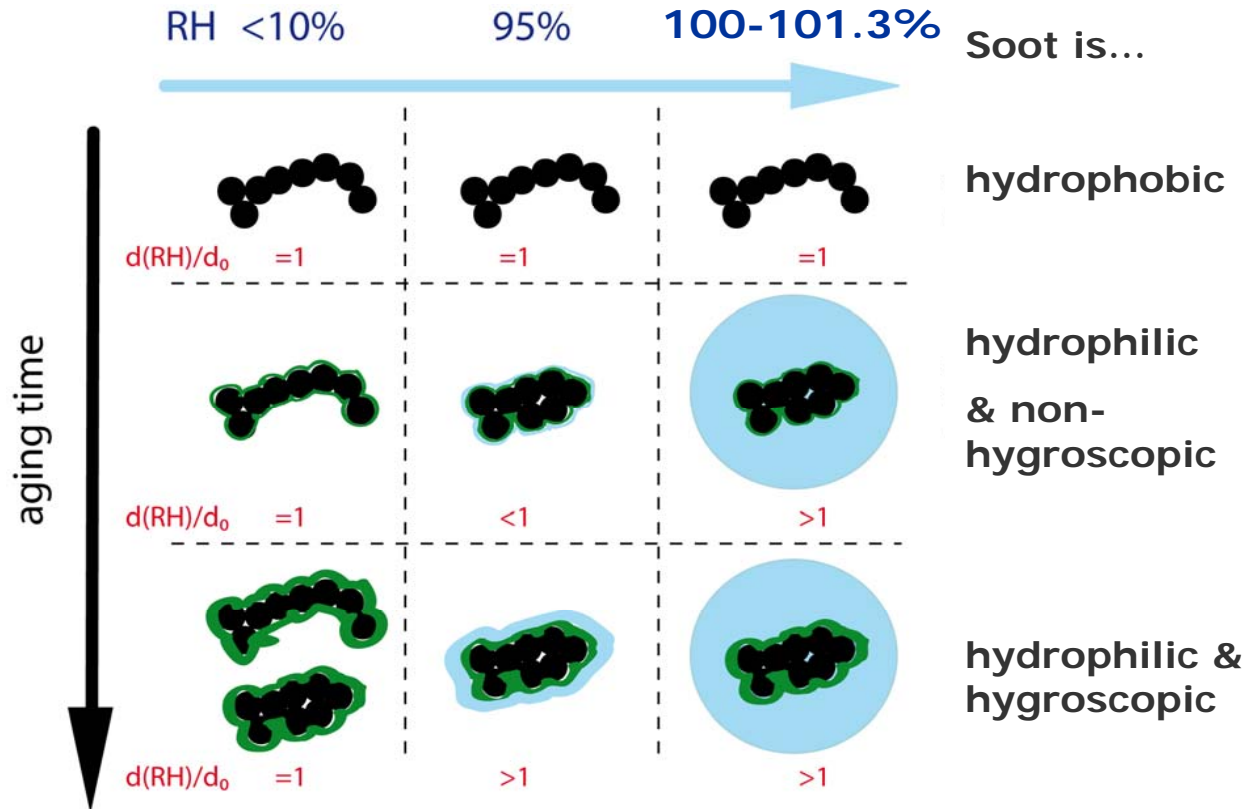 RH <10% 95% 100-101.3%
Soot is...
hydrophobic
d(RH)/d₀ =1 =1 =1
aging time
hydrophilic
& non-
hygroscopic
d(RH)/d₀ =1 <1 >1
hydrophilic &
hygroscopic
d(RH)/d₀ =1 >1 >1